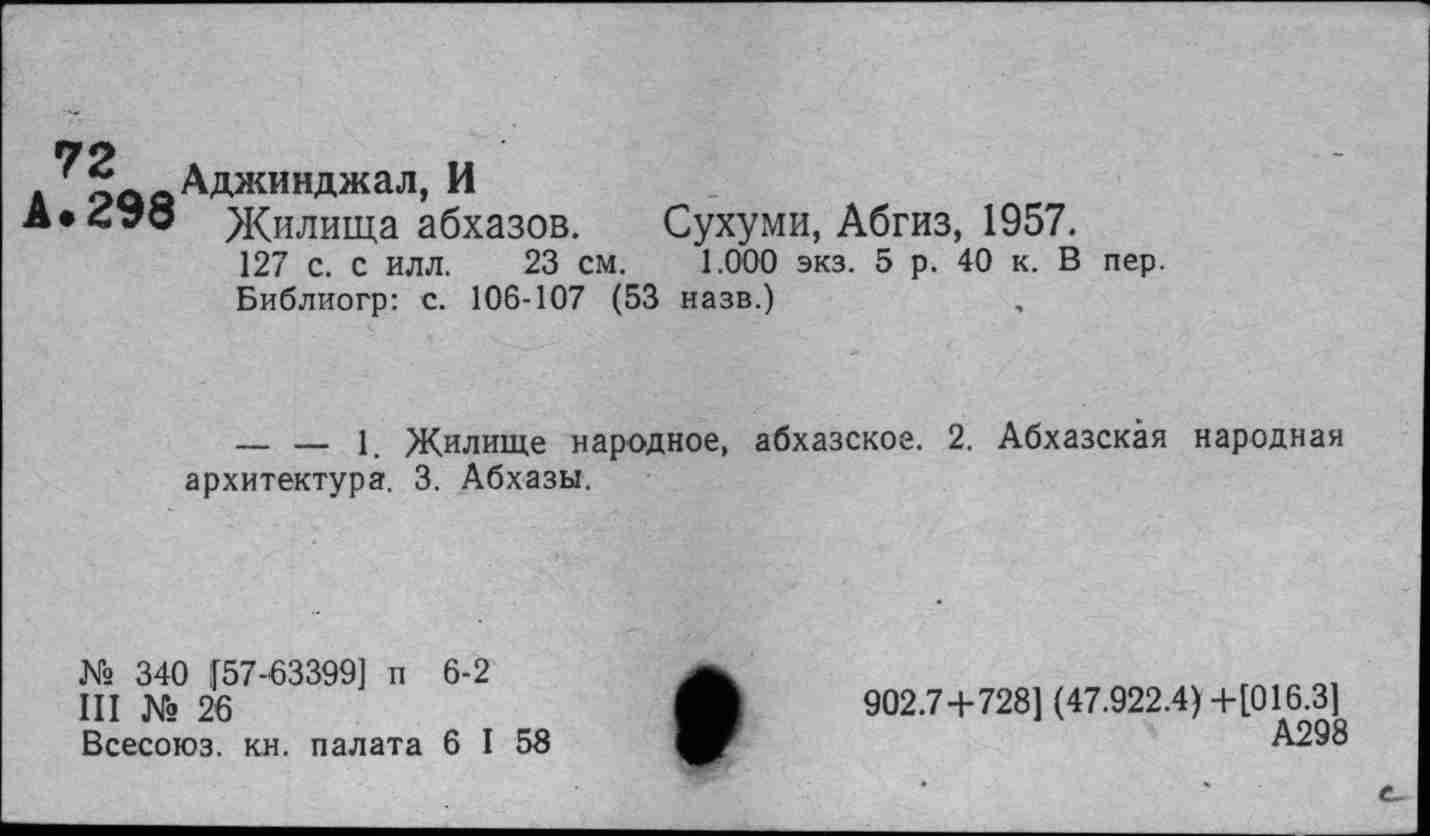 72
А.298
Аджинджал, И
Жилища абхазов. Сухуми, Абгиз, 1957.
127 с. с илл. 23 см. 1.000 экз. 5 р. 40 к. В пер.
Библиогр: с. 106-107 (53 назв.)
— — 1. Жилище народное, абхазское. 2. Абхазская народная
архитектура. 3. Абхазы.
№ 340 [57-63399] п 6-2
III № 26
Всесоюз. кн. палата 6 I 58
902.7+728] (47.922.4)+[016.3]
А298
с